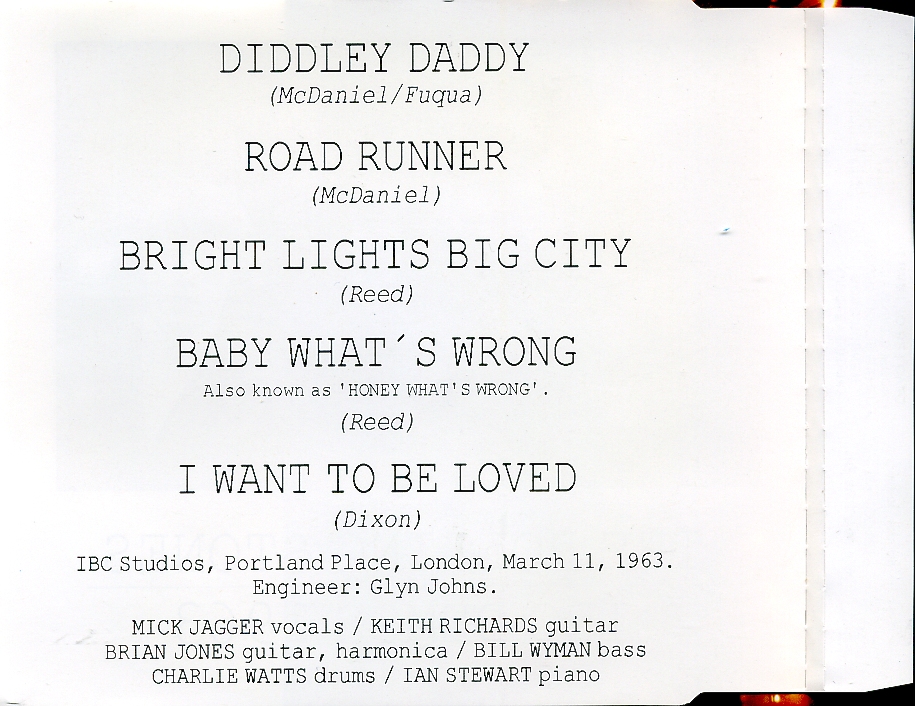 DIDDLEY DADDY
(McDaniel/Fuqua)
ROAD RUNNER
(McDaniel)
BRIGHT LIGHTS BIG CITY
(Reed)
BABY WHAT´S WRONG
Also known as 'HONEY WHAT'S WRONG'.
(Reed)
I WANT TO BE LOVED
(Dixon)
IBC Studios, Portland Place, London, March 11, 1963.
Engineer: Glyn Johns.
MICK JAGGER vocals / KEITH RICHARDS guitar
BRIAN JONES guitar, harmonica / BILL WYMAN bass
CHARLIE WATTS drums / IAN STEWART piano